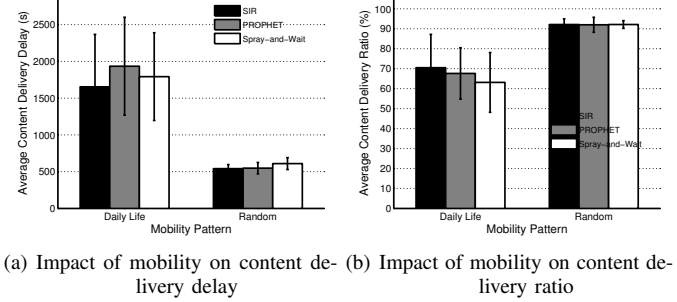 Average Content Delivery Delay (s)
2500
2000
1500
1000
500
0
SIR
PROPHET
Spray−and−Wait
Daily Life
Random
Mobility Pattern
(a) Impact of mobility on content de-
livery delay
Average Content Delivery Ratio (%)
100
90
80
70
60
50
40
30
20
10
0
SIR
PROPHET
Spray−and−Wait
Daily Life
Random
Mobility Pattern
(b) Impact of mobility on content de-
livery ratio